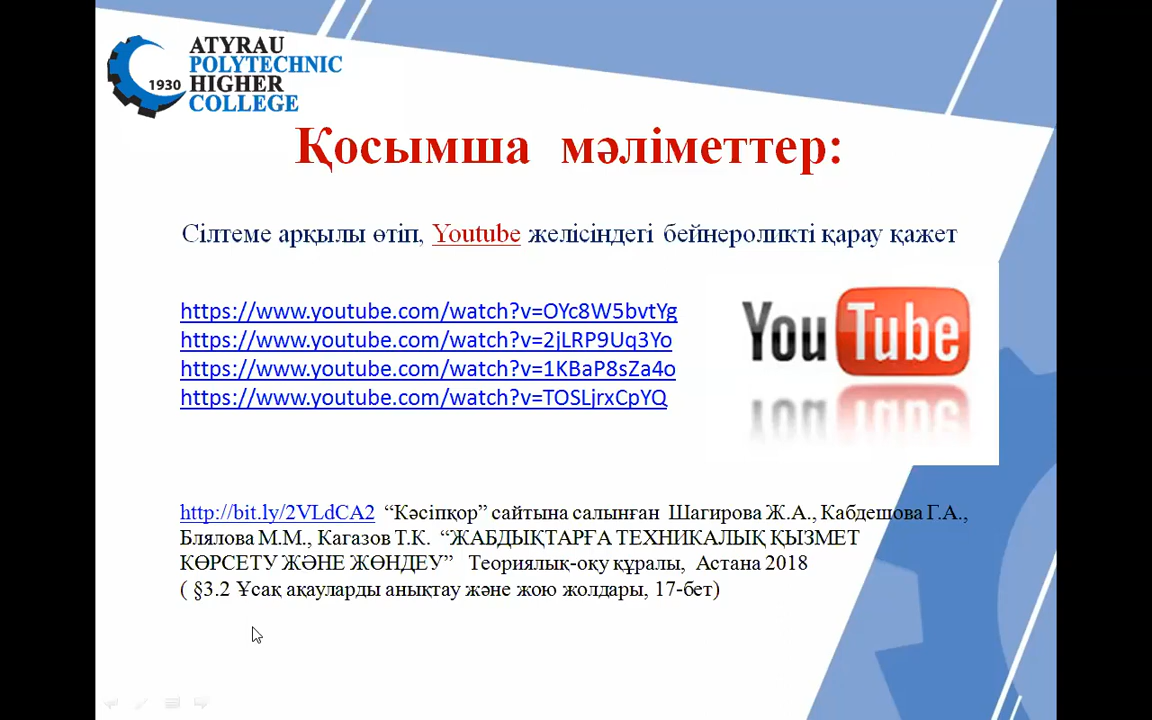 ATYRAU
POLYTECHNIC
1930 HIGHER
COLLEGE
Қосымша мәліметтер:
Сілтеме арқылы өтіп, Youtube желісіндегі бейнероликті қарау қажет
https://www.youtube.com/watch?v=OYc8W5bvtYg
https://www.youtube.com/watch?v=2jLRP9Uq3Yo
https://www.youtube.com/watch?v=1KBaP8sZa4o
https://www.youtube.com/watch?v=TOSLjrxCpYQ
YouTube
http://bit.ly/2VLdCA2 “Кәсіпқор” сайтына салынған Шагирова Ж.А., Кабдешова Г.А.,
Блялова М.М., Кагазов Т.К. “ЖАБДЫҚТАРҒА ТЕХНИКАЛЫҚ ҚЫЗМЕТ
КӨРСЕТУ ЖӘНЕ ЖӨНДЕУ” Теориялық-оқу құралы, Астана 2018
( §3.2 Ұсақ ақауларды анықтау және жою жолдары, 17-бет)